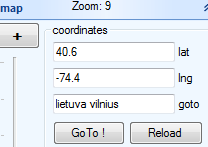 map Zoom: 9
+
coordinates
40.6 lat
-74.4 lng
lietuva vilnius goto
GoTo ! Reload